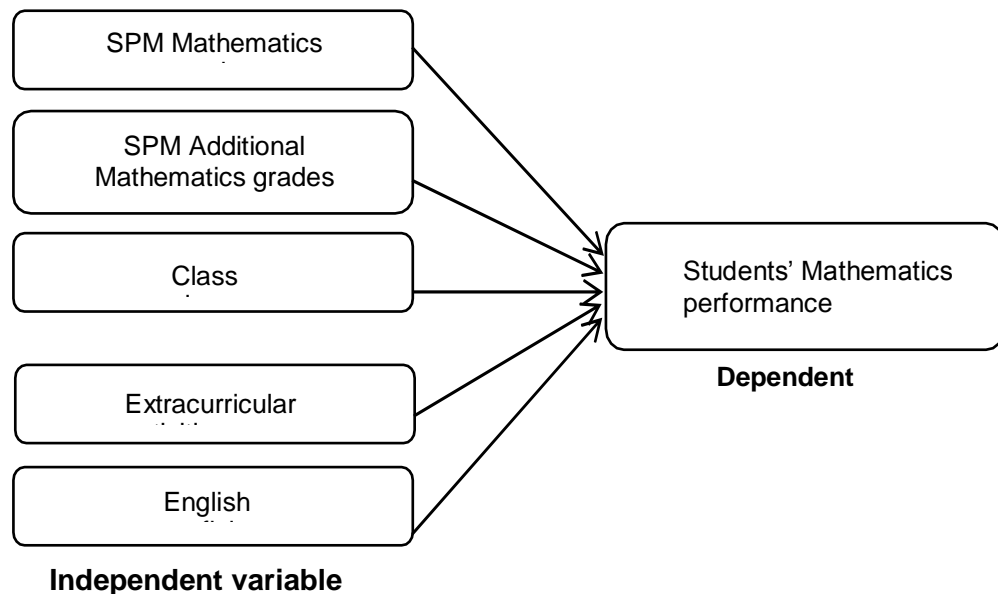 SPM Mathematics
SPM Additional
Mathematics grades
Class
Extracurricular
English
Students’ Mathematics
performance
Dependent
Independent variable